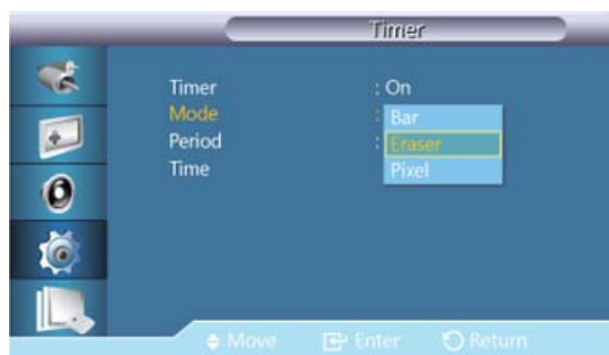 Timer
Timer : On
Mode : Bar
Period : Eraser
Time Pixel
Move Enter Return